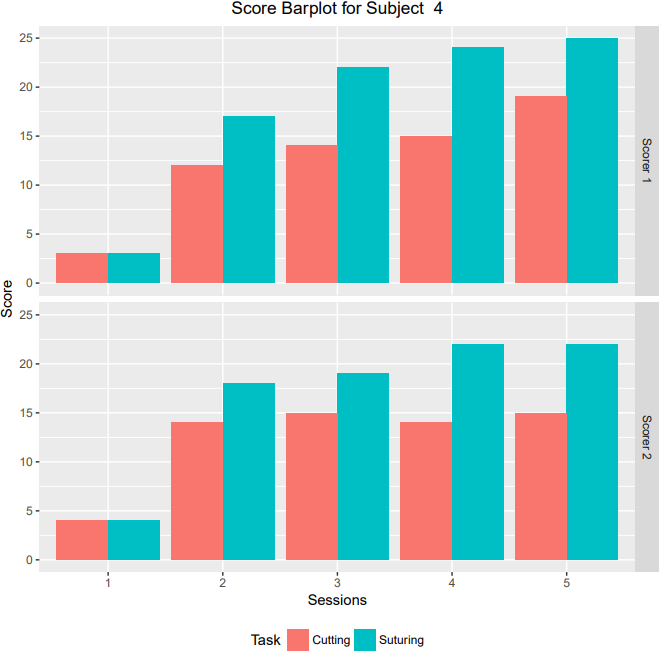 Score Barplot for Subject  4
25
20
15
10
5
0
Scorer 1
Score
25
20
15
10
5
0
Scorer 2
1 2 3 4 5
Sessions
Task Cutting Suturing